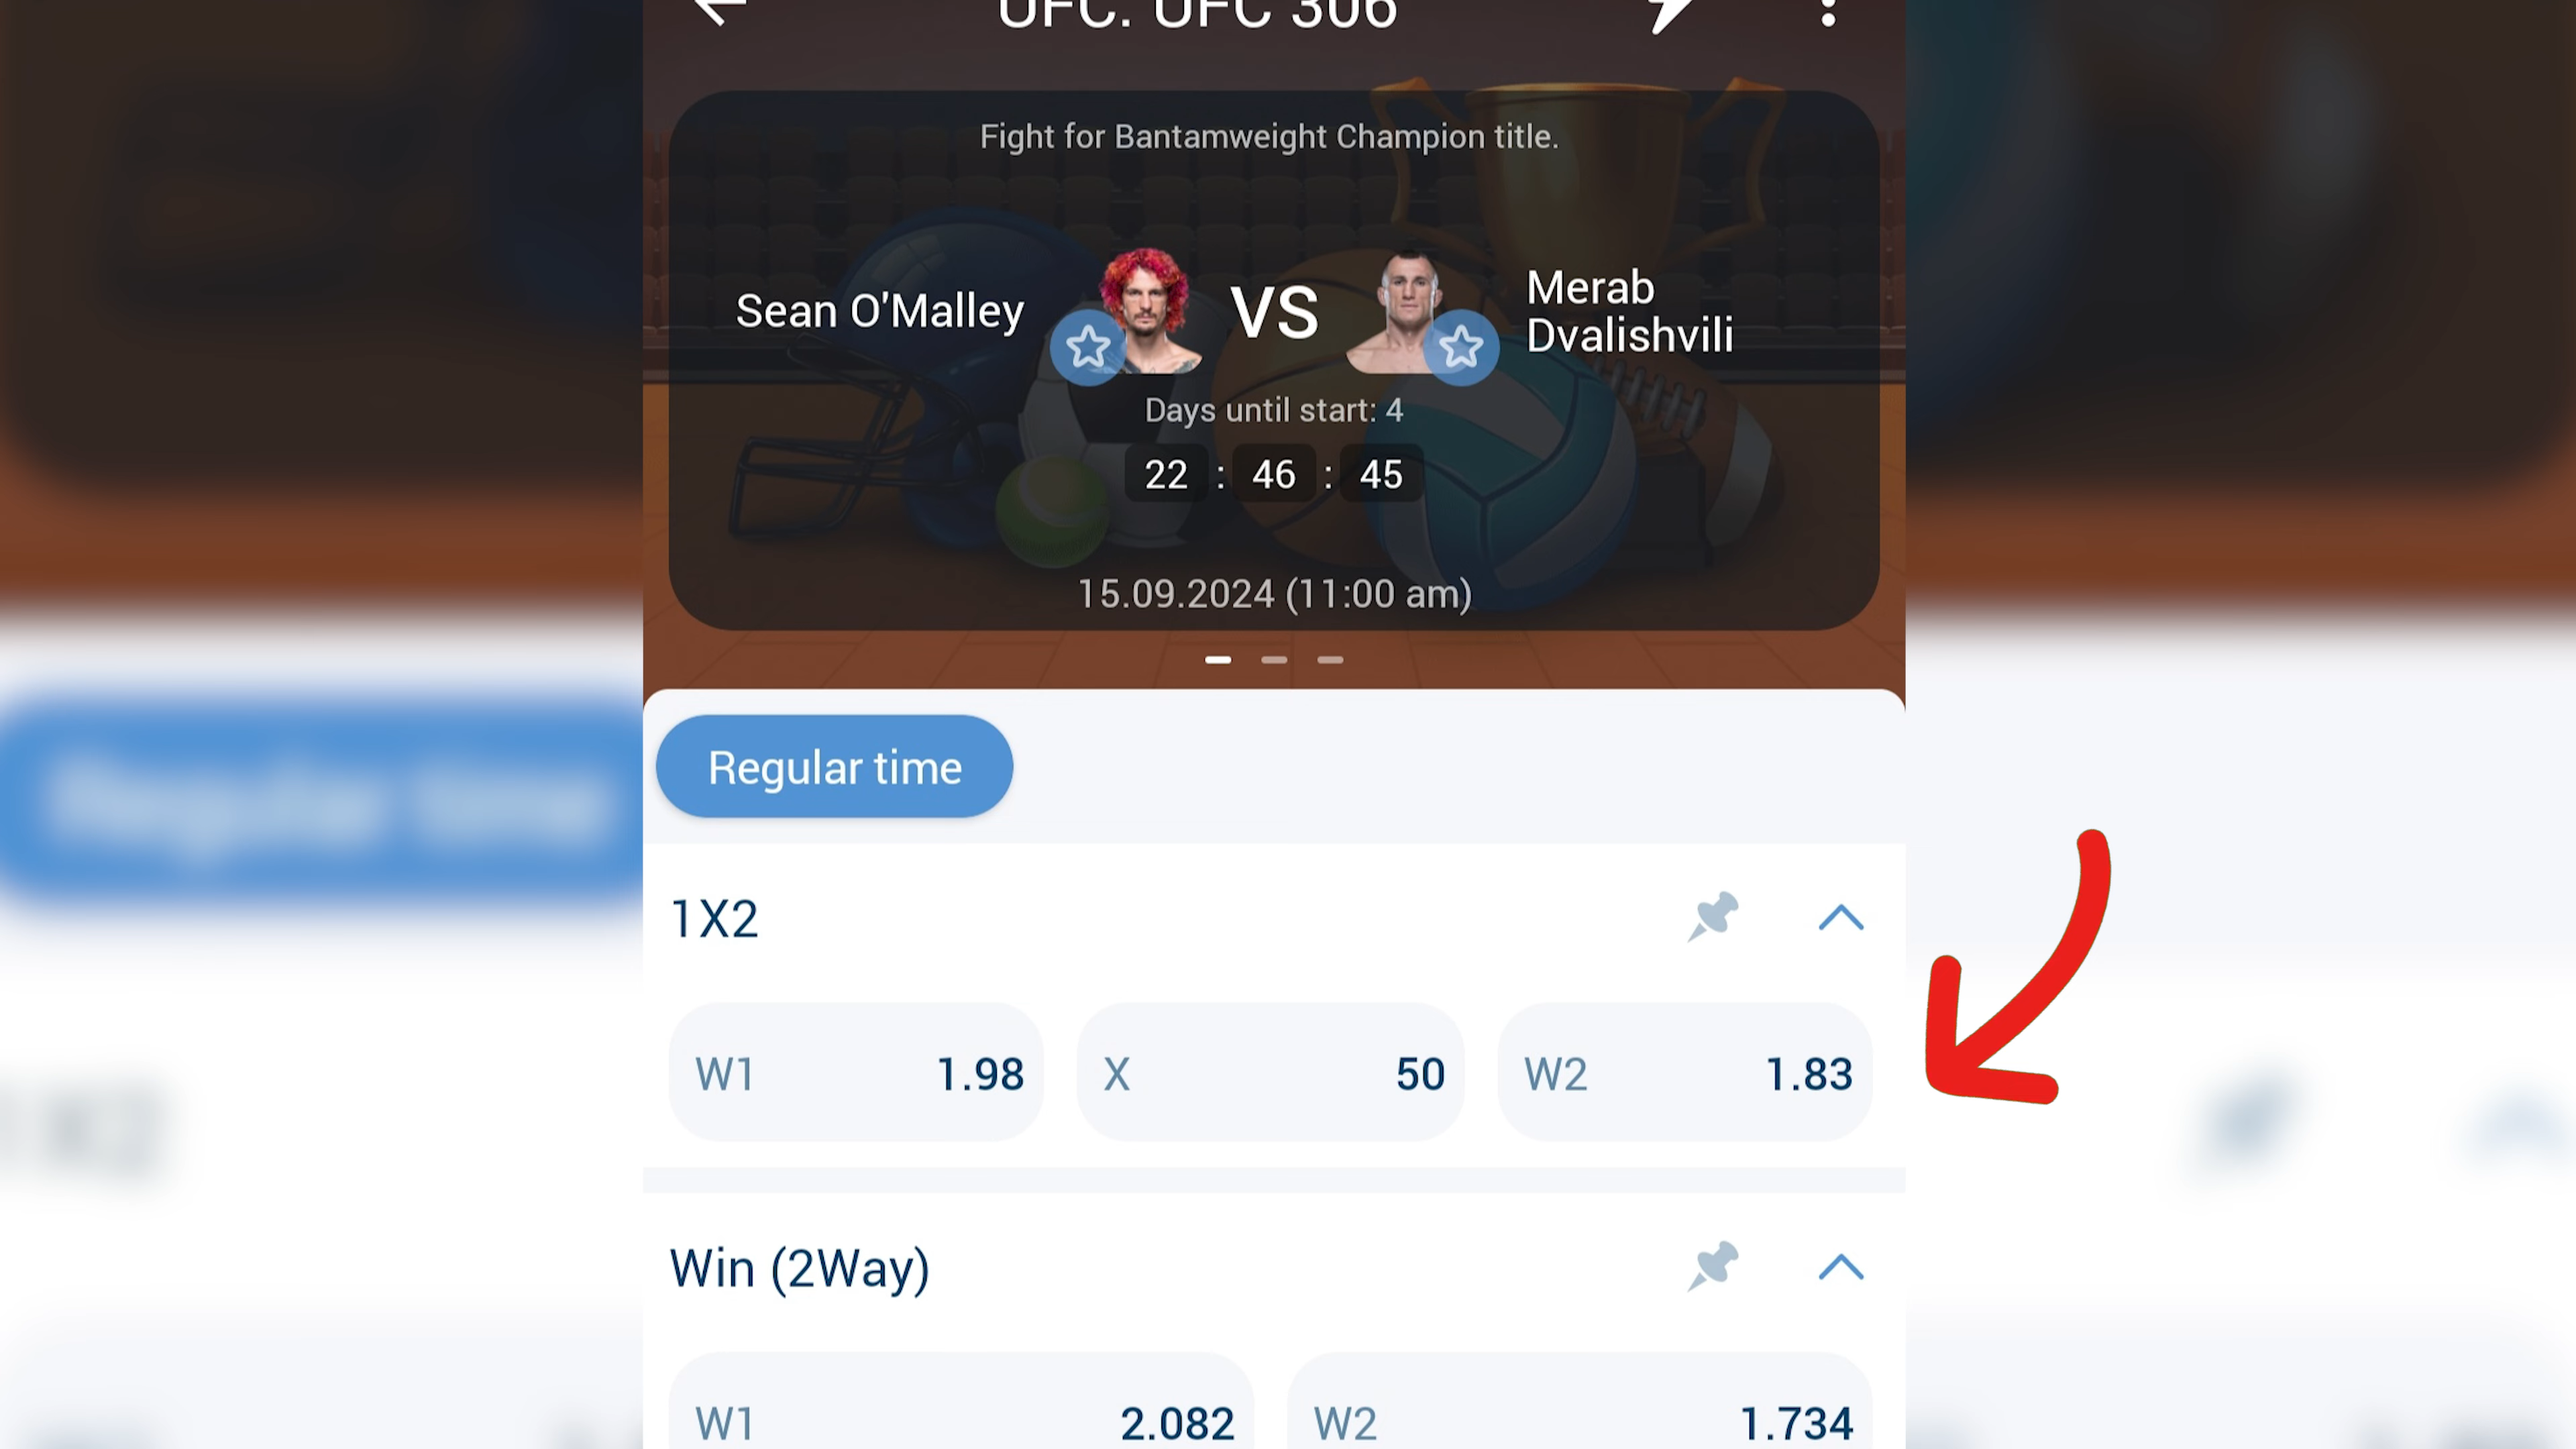 UFC. UFC 306
Fight for Bantamweight Champion title.
Sean O'Malley
VS
Merab
Dvalishvili
Days until start: 4
22 : 46 : 45
15.09.2024 (11:00 am)
Regular time
1X2
W1 1.98
X 50
W2 1.83
Win (2Way)
W1 2.082
W2 1.734